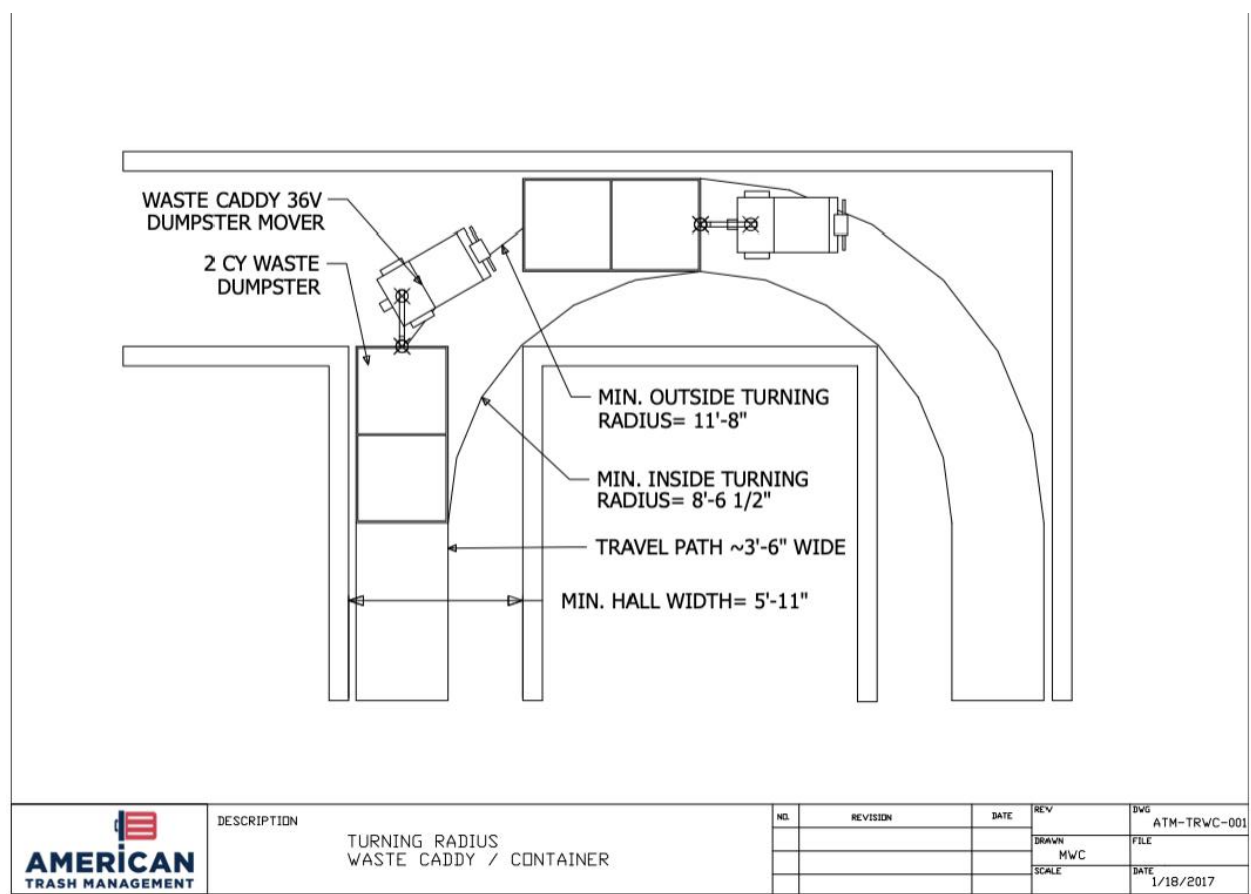 WASTE CADDY 36V
DUMPSTER MOVER
2 CY WASTE
DUMPSTER
MIN. OUTSIDE TURNING
RADIUS= 11'-8"
MIN. INSIDE TURNING
RADIUS= 8'-6 1/2"
TRAVEL PATH ~3'-6" WIDE
MIN. HALL WIDTH= 5'-11"
AMERICAN
TRASH MANAGEMENT
DESCRIPTION
TURNING RADIUS
WASTE CADDY / CONTAINER
NO. REVISION DATE
REV
DWG
ATM-TRWC-001
DRAWN
MWC
FILE
SCALE
DATE
1/18/2017